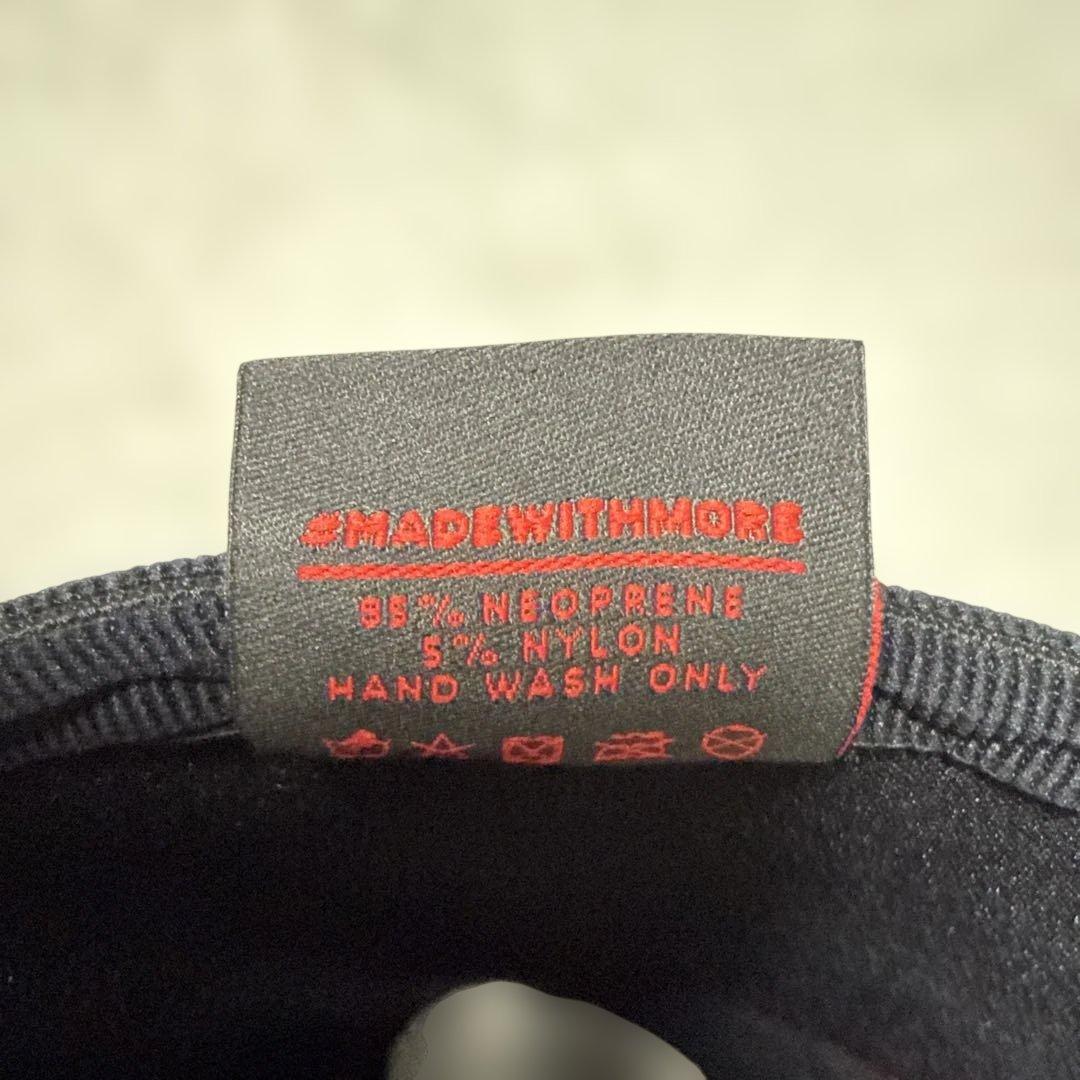 #MADEWITHMORE
95% NEOPRENE
5% NYLON
HAND WASH ONLY